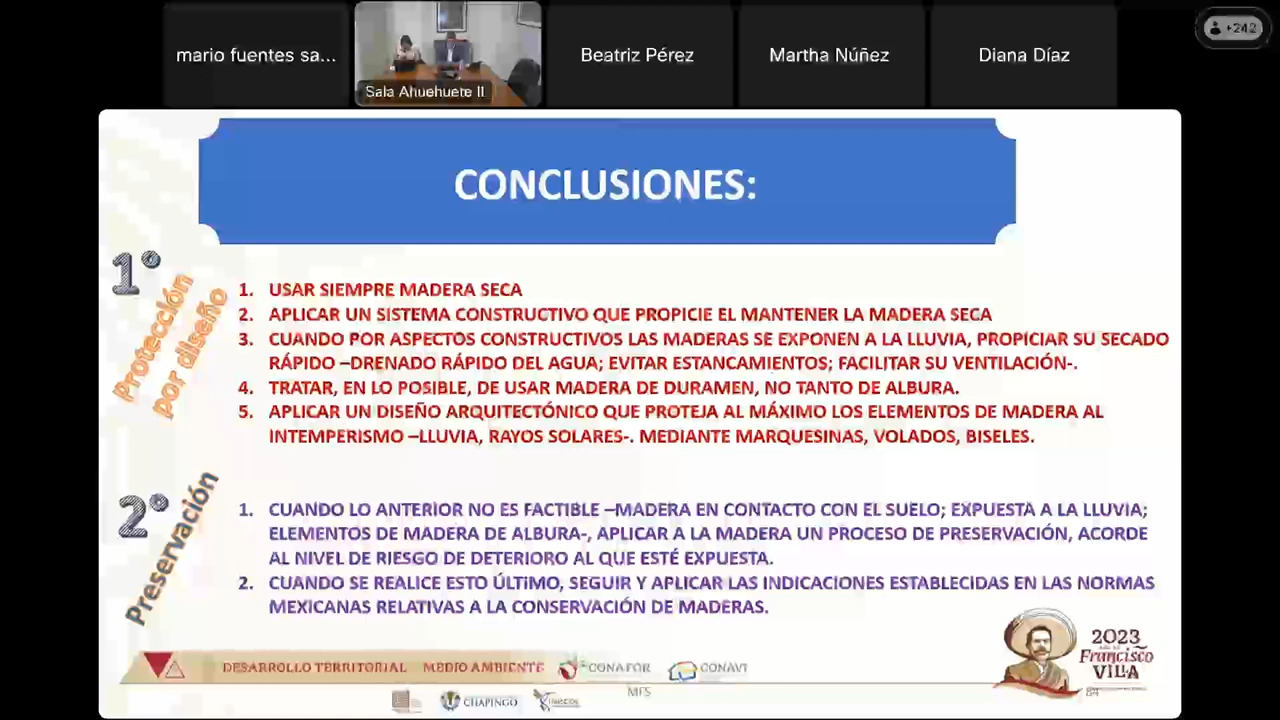 mario fuentes sa...
Sala Ahuehuete II
Beatriz Pérez
Martha Núñez
Diana Díaz
+242
CONCLUSIONES:
1°
Protección
por diseño
1. USAR SIEMPRE MADERA SECA
2. APLICAR UN SISTEMA CONSTRUCTIVO QUE PROPICIE EL MANTENER LA MADERA SECA
3. CUANDO POR ASPECTOS CONSTRUCTIVOS LAS MADERAS SE EXPONEN A LA LLUVIA, PROPICIAR SU SECADO
RÁPIDO –DRENADO RÁPIDO DEL AGUA; EVITAR ESTANCAMIENTOS; FACILITAR SU VENTILACIÓN-.
4. TRATAR, EN LO POSIBLE, DE USAR MADERA DE DURAMEN, NO TANTO DE ALBURA.
5. APLICAR UN DISEÑO ARQUITECTÓNICO QUE PROTEJA AL MÁXIMO LOS ELEMENTOS DE MADERA AL
INTEMPERISMO –LLUVIA, RAYOS SOLARES-. MEDIANTE MARQUESINAS, VOLADOS, BISELES.
2°
Preservación
1. CUANDO LO ANTERIOR NO ES FACTIBLE –MADERA EN CONTACTO CON EL SUELO; EXPUESTA A LA LLUVIA;
ELEMENTOS DE MADERA DE ALBURA-, APLICAR A LA MADERA UN PROCESO DE PRESERVACIÓN, ACORDE
AL NIVEL DE RIESGO DE DETERIORO AL QUE ESTÉ EXPUESTA.
2. CUANDO SE REALICE ESTO ÚLTIMO, SEGUIR Y APLICAR LAS INDICACIONES ESTABLECIDAS EN LAS NORMAS
MEXICANAS RELATIVAS A LA CONSERVACIÓN DE MADERAS.
DESARROLLO TERRITORIAL MEDIO AMBIENTE CONAFOR CONAVI
CHAPINGO
MFS
2023
Francisco
VILLA